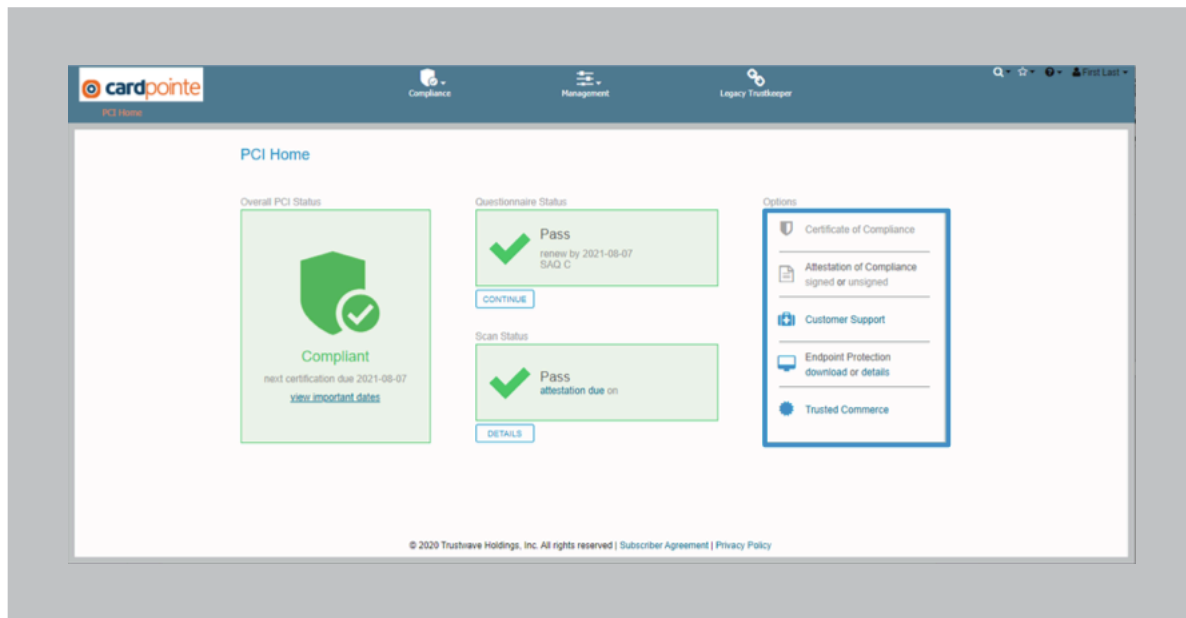 cardpointe
Compliance
Management
Legacy Trustkeeper
First Last
PCI Home
PCI Home
Overall PCI Status
Compliant
next certification due 2021-08-07
view important dates
Questionnaire Status
Pass
renew by 2021-08-07
SAQ C
CONTINUE
Scan Status
Pass
attestation due on
DETAILS
Options
Certificate of Compliance
Attestation of Compliance
signed or unsigned
Customer Support
Endpoint Protection
download or details
Trusted Commerce
© 2020 Trustwave Holdings, Inc. All rights reserved | Subscriber Agreement | Privacy Policy